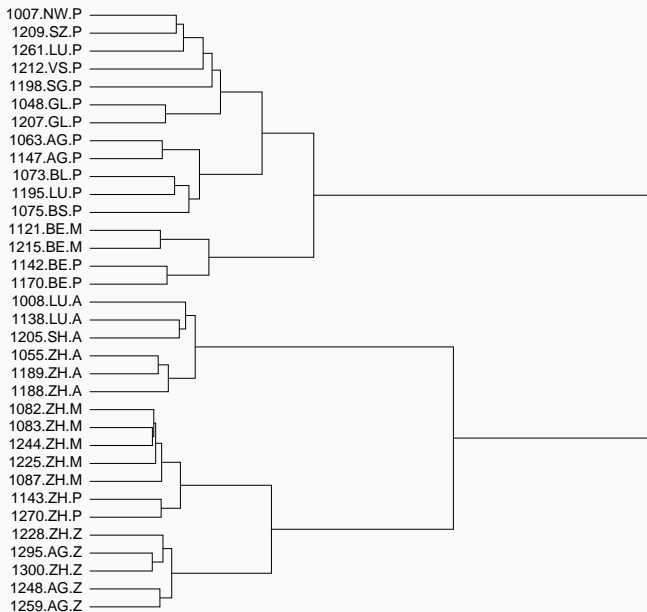 1007.NW.P
1209.SZ.P
1261.LU.P
1212.VS.P
1198.SG.P
1048.GL.P
1207.GL.P
1063.AG.P
1147.AG.P
1073.BL.P
1195.LU.P
1075.BS.P
1121.BE.M
1215.BE.M
1142.BE.P
1170.BE.P
1008.LU.A
1138.LU.A
1205.SH.A
1055.ZH.A
1189.ZH.A
1188.ZH.A
1082.ZH.M
1083.ZH.M
1244.ZH.M
1225.ZH.M
1087.ZH.M
1143.ZH.P
1270.ZH.P
1228.ZH.Z
1295.AG.Z
1300.ZH.Z
1248.AG.Z
1259.AG.Z